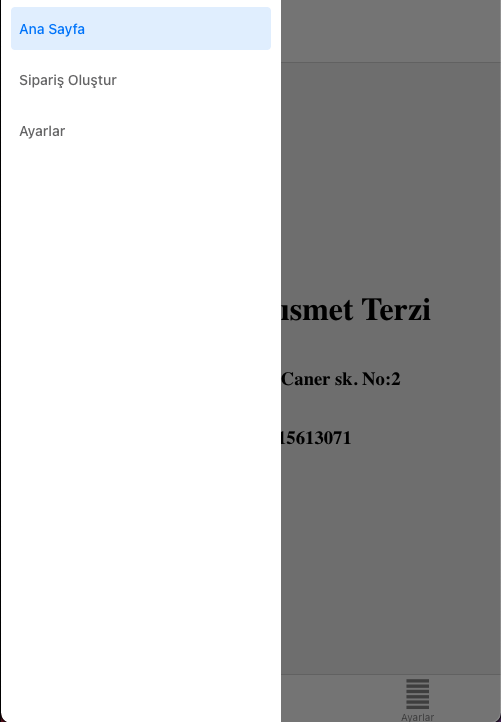 Ana Sayfa
Sipariş Oluştur
Ayarlar
ısmet Terzi
Caner sk. No:2
15613071
Ayarlar